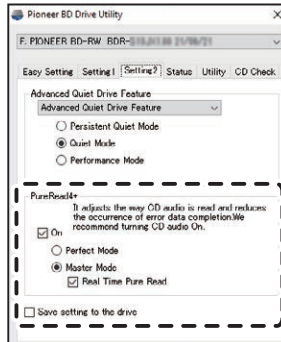 Pioneer BD Drive Utility
F. PIONEER BD-RW BDR-
Easy Setting Setting1 Setting2 Status Utility CD Check
Advanced Quiet Drive Feature
Advanced Quiet Drive Feature
Persistent Quiet Mode
Quiet Mode
Performance Mode
PureRead4+
It adjusts the way CD audio is read and reduces
the occurrence of error data completion.We
recommend turning CD audio On.
On
Perfect Mode
Master Mode
Real Time Pure Read
Save setting to the drive